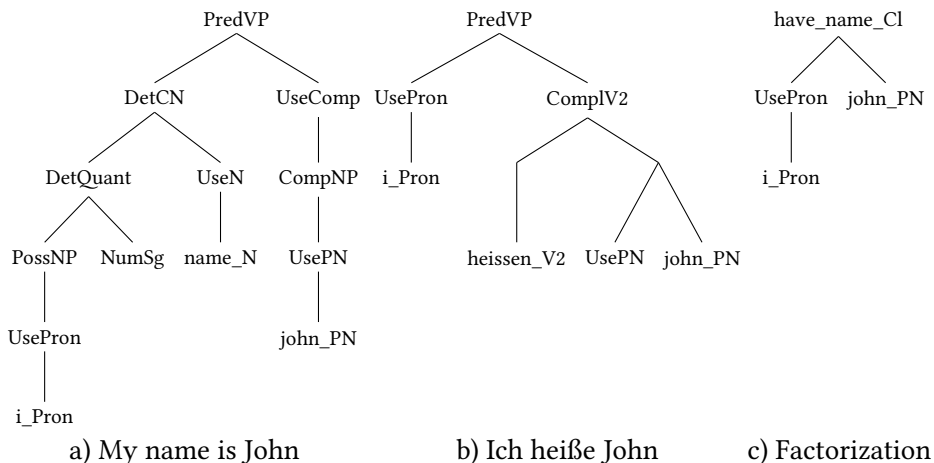 PredVP PredVP have_name_Cl
DetCN UseComp UsePron ComplV2 UsePron john_PN
DetQuant UseN CompNP i_Pron i_Pron
PossNP NumSg name_N UsePN heissen_V2 UsePN john_PN
UsePron john_PN
i_Pron
a) My name is John b) Ich heiße John c) Factorization